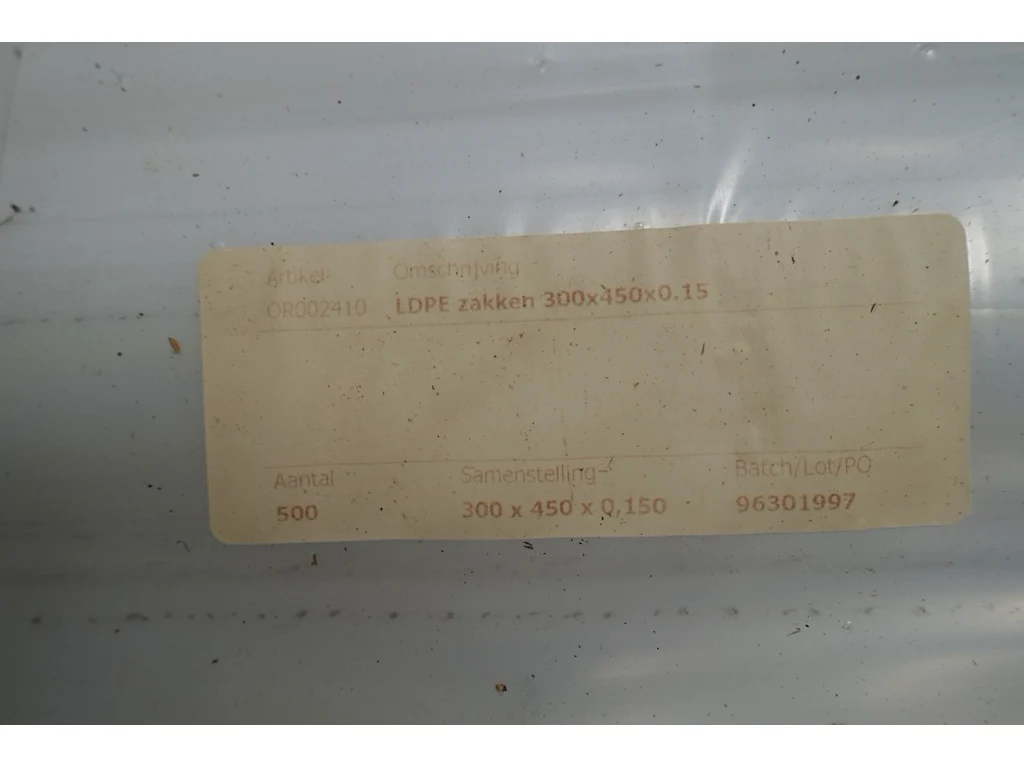 Artikel Omschrijving
OR002410 LDPE zakken 300x450x0.15
Aantal Samenstelling Batch/Lot/PO
500 300 x 450 x 0,150 96301997